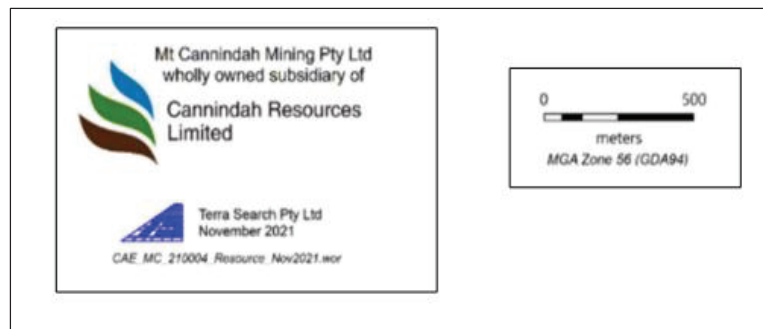 Mt Cannindah Mining Pty Ltd
wholly owned subsidiary of
Cannindah Resources
Limited
Terra Search Pty Ltd
November 2021
CAE_MC_210004_Resource_Nov2021.wor
0 500
meters
MGA Zone 56 (GDA94)